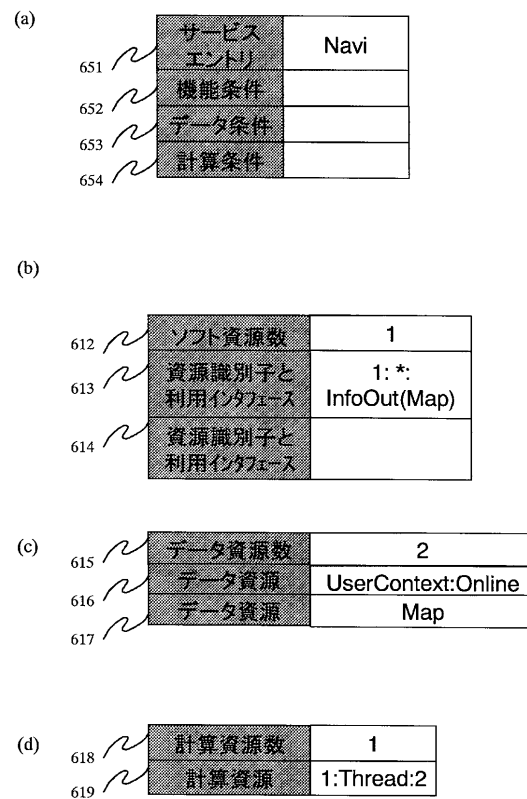 (a)
サービス
エントリ
Navi
651
機能条件
652
データ条件
653
計算条件
654
(b)
ソフト資源数
1
612
資源識別子と
利用インタフェース
1: *:
InfoOut(Map)
613
資源識別子と
利用インタフェース
614
(c)
データ資源数
2
615
データ資源
UserContext:Online
616
データ資源
Map
617
(d)
計算資源数
1
618
計算資源
1:Thread:2
619